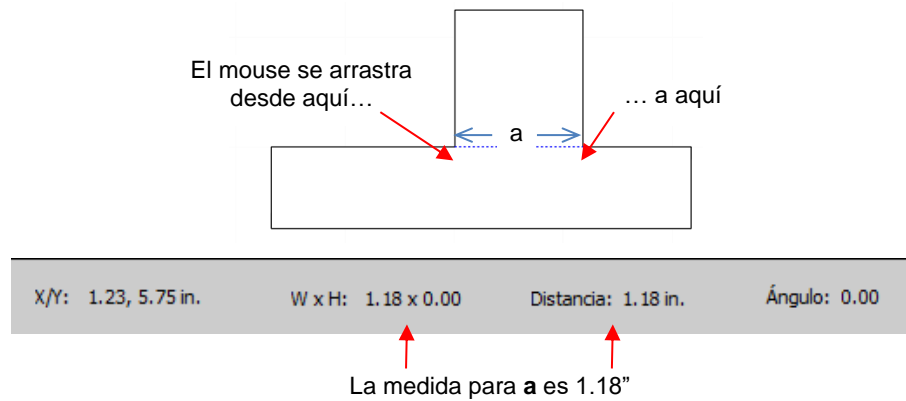 El mouse se arrastra
desde aquí…
… a aquí
a
X/Y: 1.23, 5.75 in. W x H: 1.18 x 0.00 Distancia: 1.18 in. Ángulo: 0.00
La medida para a es 1.18”